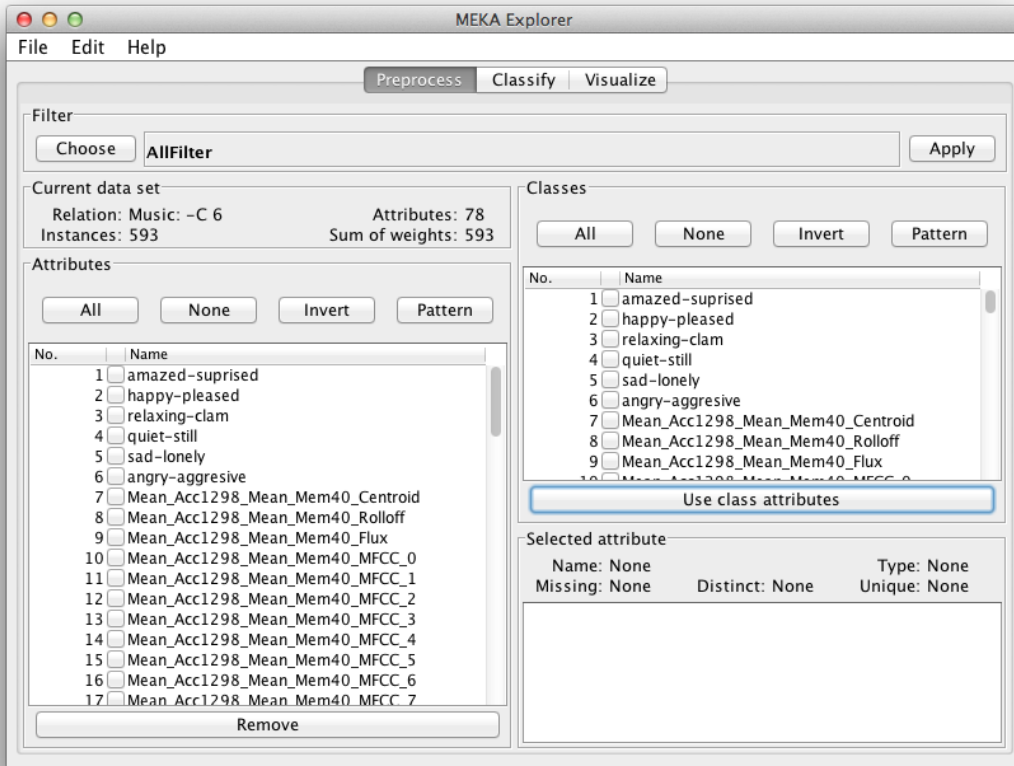 MEKA Explorer
File Edit Help
Preprocess Classify Visualize
Filter
Choose AllFilter Apply
Current data set
Relation: Music: -C 6 Attributes: 78
Instances: 593 Sum of weights: 593
Attributes
All None Invert Pattern
No. Name
1 amazed-suprised
2 happy-pleased
3 relaxing-clam
4 quiet-still
5 sad-lonely
6 angry-aggresive
7 Mean_Acc1298_Mean_Mem40_Centroid
8 Mean_Acc1298_Mean_Mem40_Rolloff
9 Mean_Acc1298_Mean_Mem40_Flux
10 Mean_Acc1298_Mean_Mem40_MFCC_0
11 Mean_Acc1298_Mean_Mem40_MFCC_1
12 Mean_Acc1298_Mean_Mem40_MFCC_2
13 Mean_Acc1298_Mean_Mem40_MFCC_3
14 Mean_Acc1298_Mean_Mem40_MFCC_4
15 Mean_Acc1298_Mean_Mem40_MFCC_5
16 Mean_Acc1298_Mean_Mem40_MFCC_6
17 Mean_Acc1298_Mean_Mem40_MFCC_7
Remove
Classes
All None Invert Pattern
No. Name
1 amazed-suprised
2 happy-pleased
3 relaxing-clam
4 quiet-still
5 sad-lonely
6 angry-aggresive
7 Mean_Acc1298_Mean_Mem40_Centroid
8 Mean_Acc1298_Mean_Mem40_Rolloff
9 Mean_Acc1298_Mean_Mem40_Flux
10 Mean_Acc1298_Mean_Mem40_MFCC_0
Use class attributes
Selected attribute
Name: None Type: None
Missing: None Distinct: None Unique: None